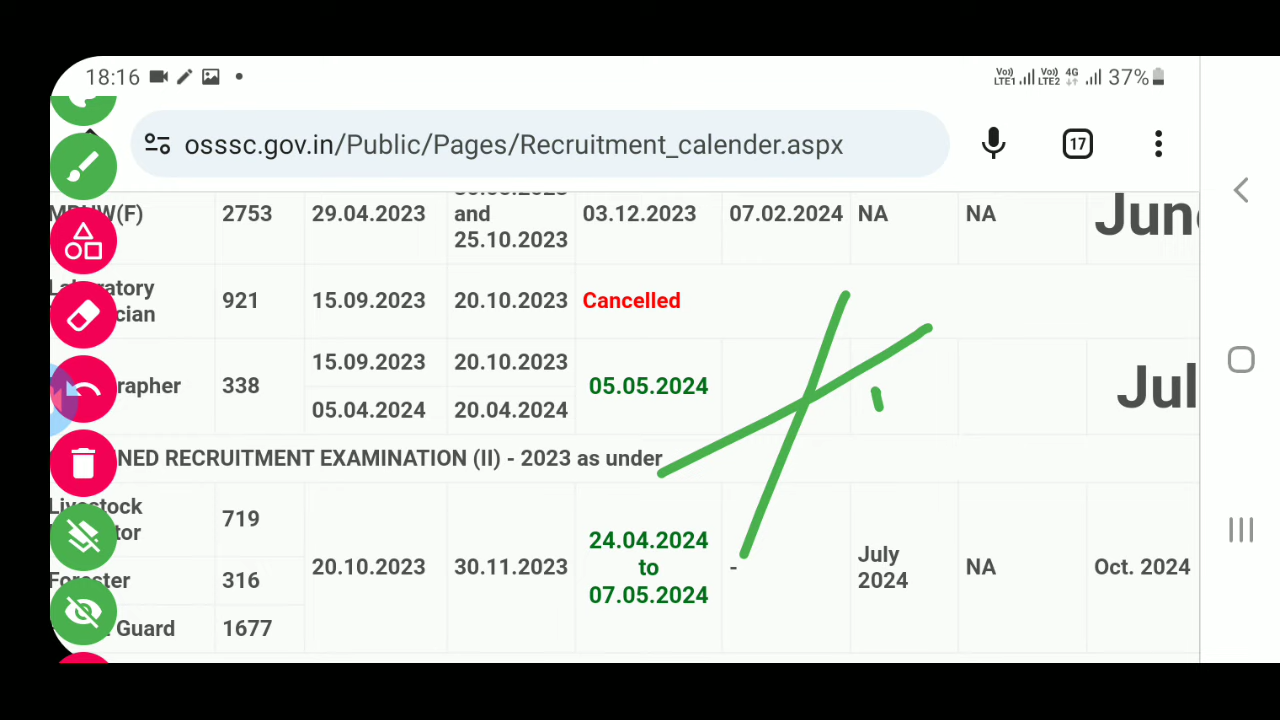 18:16 VoLTE1 VoLTE2 4G 37%
osssc.gov.in/Public/Pages/Recruitment_calender.aspx 17
2753 29.04.2023 and 25.10.2023 03.12.2023 07.02.2024 NA NA June
921 15.09.2023 20.10.2023 Cancelled
rapher 338 15.09.2023 20.10.2023 05.05.2024 Jul
05.04.2024 20.04.2024
NED RECRUITMENT EXAMINATION (II) - 2023 as under
719
20.10.2023 30.11.2023 24.04.2024 to 07.05.2024 - July 2024 NA Oct. 2024
316
Guard 1677